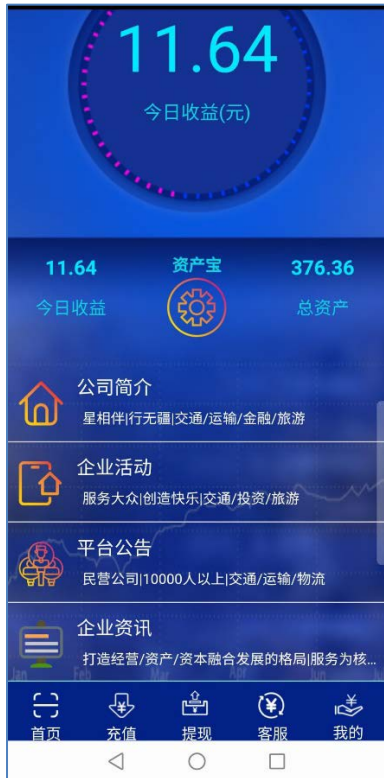 11.64
今日收益(元)
11.64 资产宝 376.36
今日收益 总资产
公司简介
星相伴|行无疆|交通/运输/金融/旅游
企业活动
服务大众|创造快乐|交通/投资/旅游
平台公告
民营公司|10000人以上|交通/运输/物流
企业资讯
打造经营/资产/资本融合发展的格局|服务为核...
Jan Feb Mar Apr Jun
首页 充值 提现 客服 我的